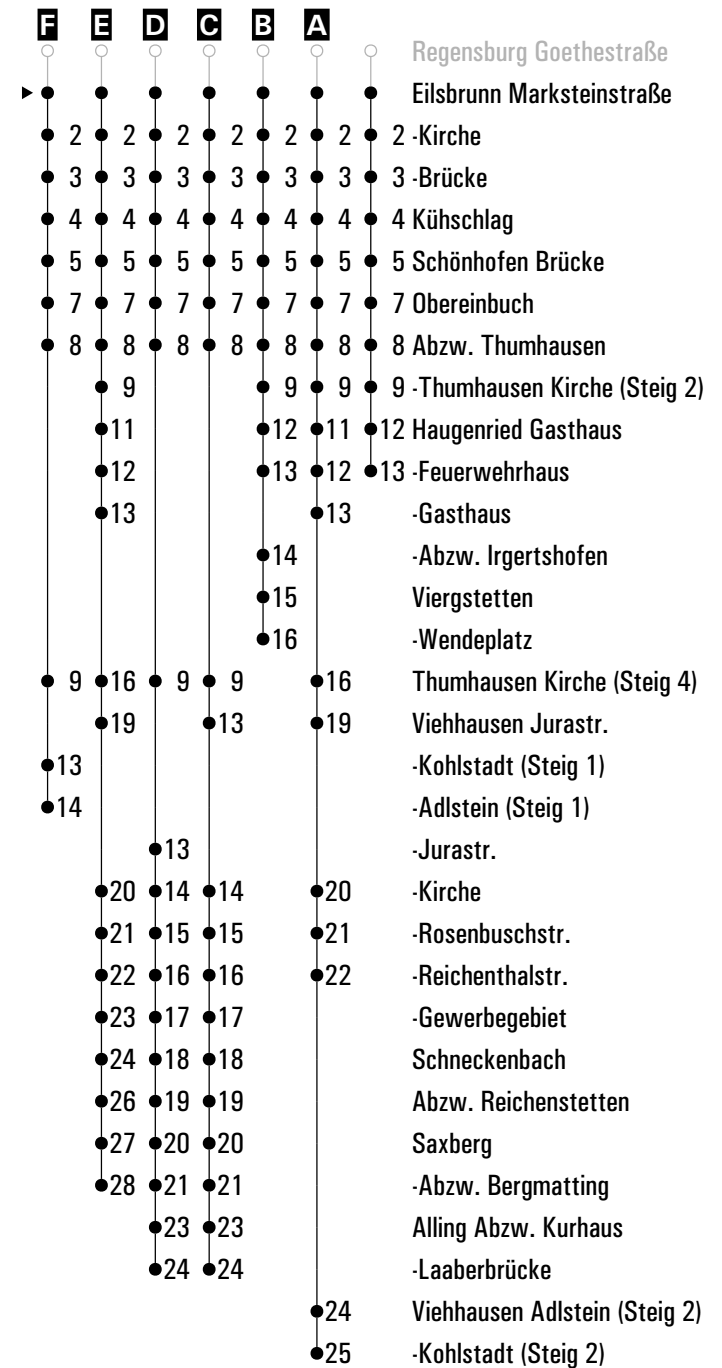 F E D C B A
Regensburg Goethestraße
Eilsbrunn Marksteinstraße
2 2 2 2 2 2 2 -Kirche
3 3 3 3 3 3 3 -Brücke
4 4 4 4 4 4 4 Kühschlag
5 5 5 5 5 5 5 Schönhofen Brücke
7 7 7 7 7 7 7 Obereinbuch
8 8 8 8 8 8 8 Abzw. Thumhausen
9 9 9 9 -Thumhausen Kirche (Steig 2)
11 12 11 12 Haugenried Gasthaus
12 13 12 13 -Feuerwehrhaus
13 13 -Gasthaus
14 -Abzw. Irgertshofen
15 Viergstetten
16 -Wendeplatz
9 16 9 9 16 Thumhausen Kirche (Steig 4)
19 13 19 Viehhausen Jurastr.
13 -Kohlstadt (Steig 1)
14 -Adlstein (Steig 1)
13 -Jurastr.
20 14 14 20 -Kirche
21 15 15 21 -Rosenbuschstr.
22 16 16 22 -Reichenthalstr.
23 17 17 -Gewerbegebiet
24 18 18 Schneckenbach
26 19 19 Abzw. Reichenstetten
27 20 20 Saxberg
28 21 21 -Abzw. Bergmatting
23 23 Alling Abzw. Kurhaus
24 24 -Laaberbrücke
24 Viehhausen Adlstein (Steig 2)
25 -Kohlstadt (Steig 2)